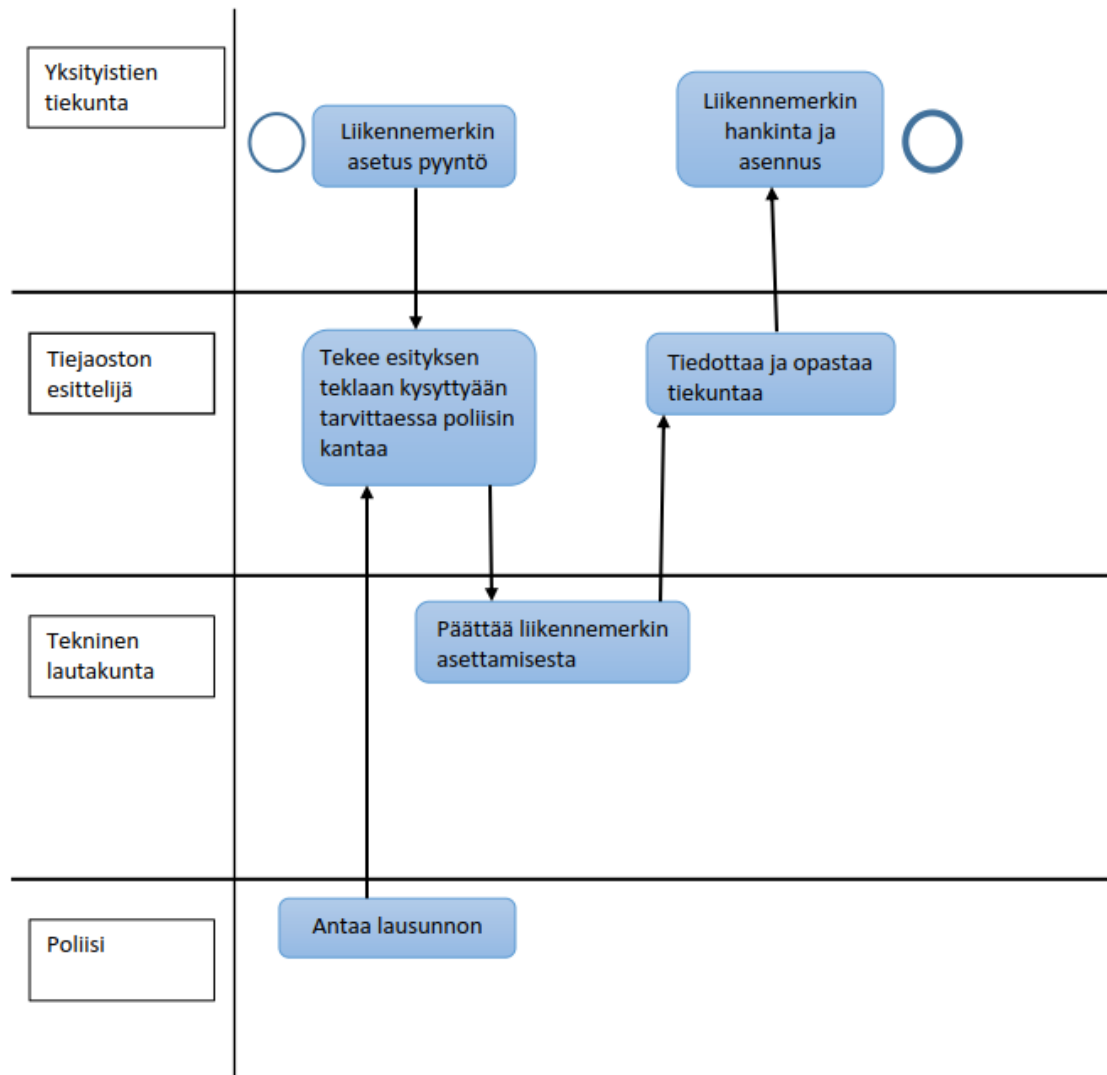 Yksityistien
tiekunta
Liikennemerkin
asetus pyyntö
Liikennemerkin
hankinta ja
asennus
Tiejaoston
esittelijä
Tekee esityksen
teklaan kysyttyään
tarvittaessa poliisin
kantaa
Tiedottaa ja opastaa
tiekuntaa
Tekninen
lautakunta
Päättää liikennemerkin
asettamisesta
Poliisi
Antaa lausunnon